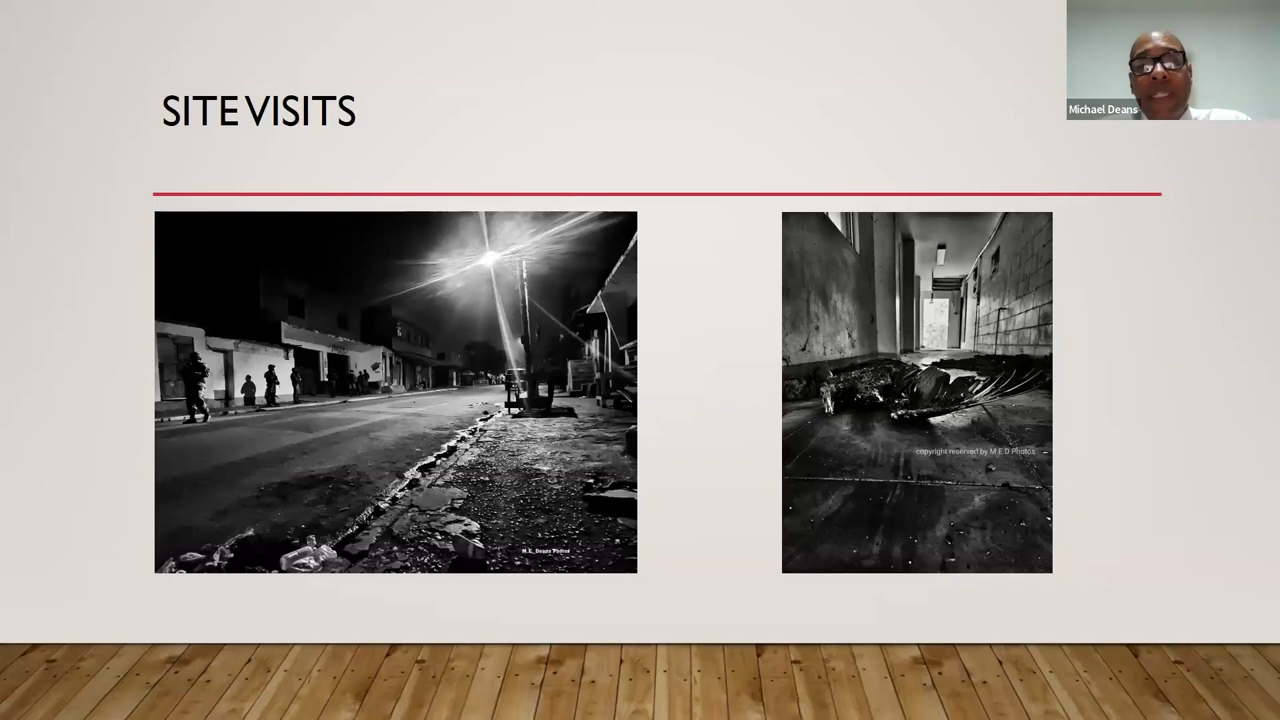 SITE VISITS
Michael Deans
copyright reserved by M.E.D Photos
M.E. Deans Photos